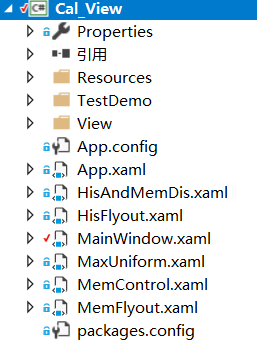 Cal_View
Properties
引用
Resources
TestDemo
View
App.config
App.xaml
HisAndMemDis.xaml
HisFlyout.xaml
MainWindow.xaml
MaxUniform.xaml
MemControl.xaml
MemFlyout.xaml
packages.config